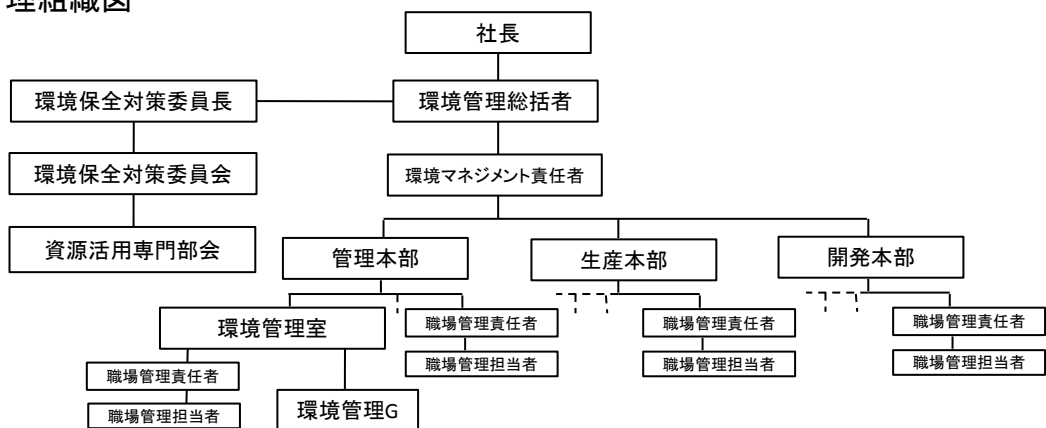 理組織図
社長
環境保全対策委員長
環境管理総括者
環境保全対策委員会
環境マネジメント責任者
資源活用専門部会
管理本部
生産本部
開発本部
環境管理室
職場管理責任者
職場管理責任者
職場管理責任者
職場管理担当者
職場管理担当者
職場管理担当者
職場管理責任者
環境管理G
職場管理担当者